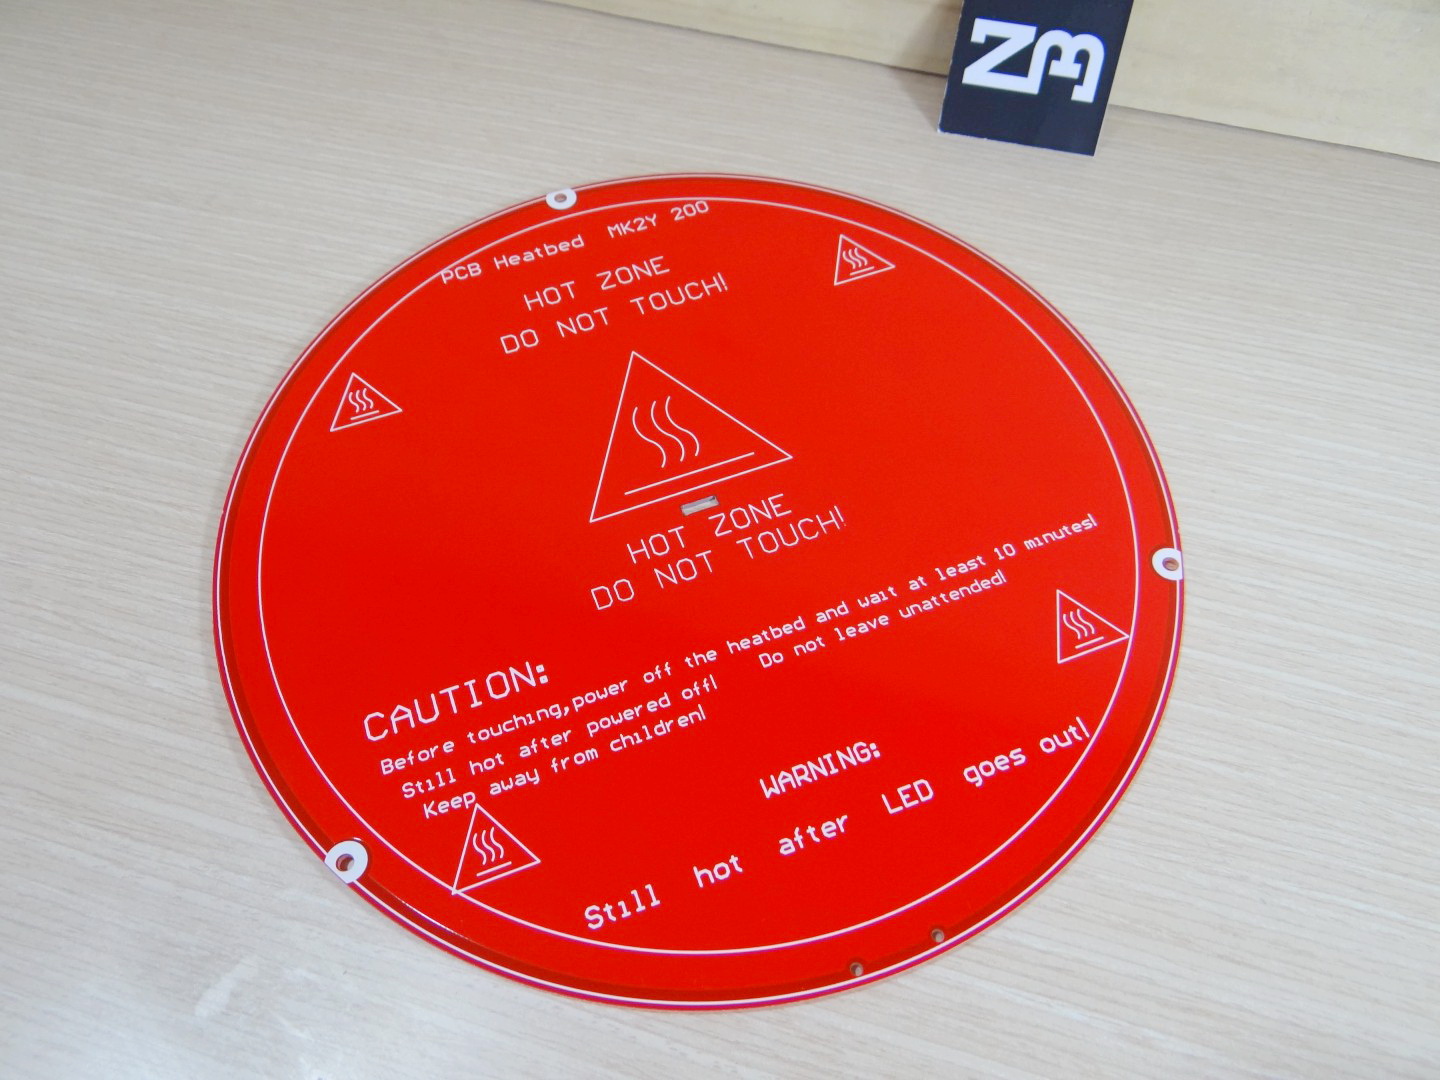 PCB Heatbed MK2Y 200
HOT ZONE
DO NOT TOUCH!
HOT ZONE
DO NOT TOUCH!
CAUTION:
Before touching,power off the heatbed and wait at least 10 minutes!
Still hot after powered off! Do not leave unattended!
Keep away from children!
WARNING:
Still hot after LED goes out!